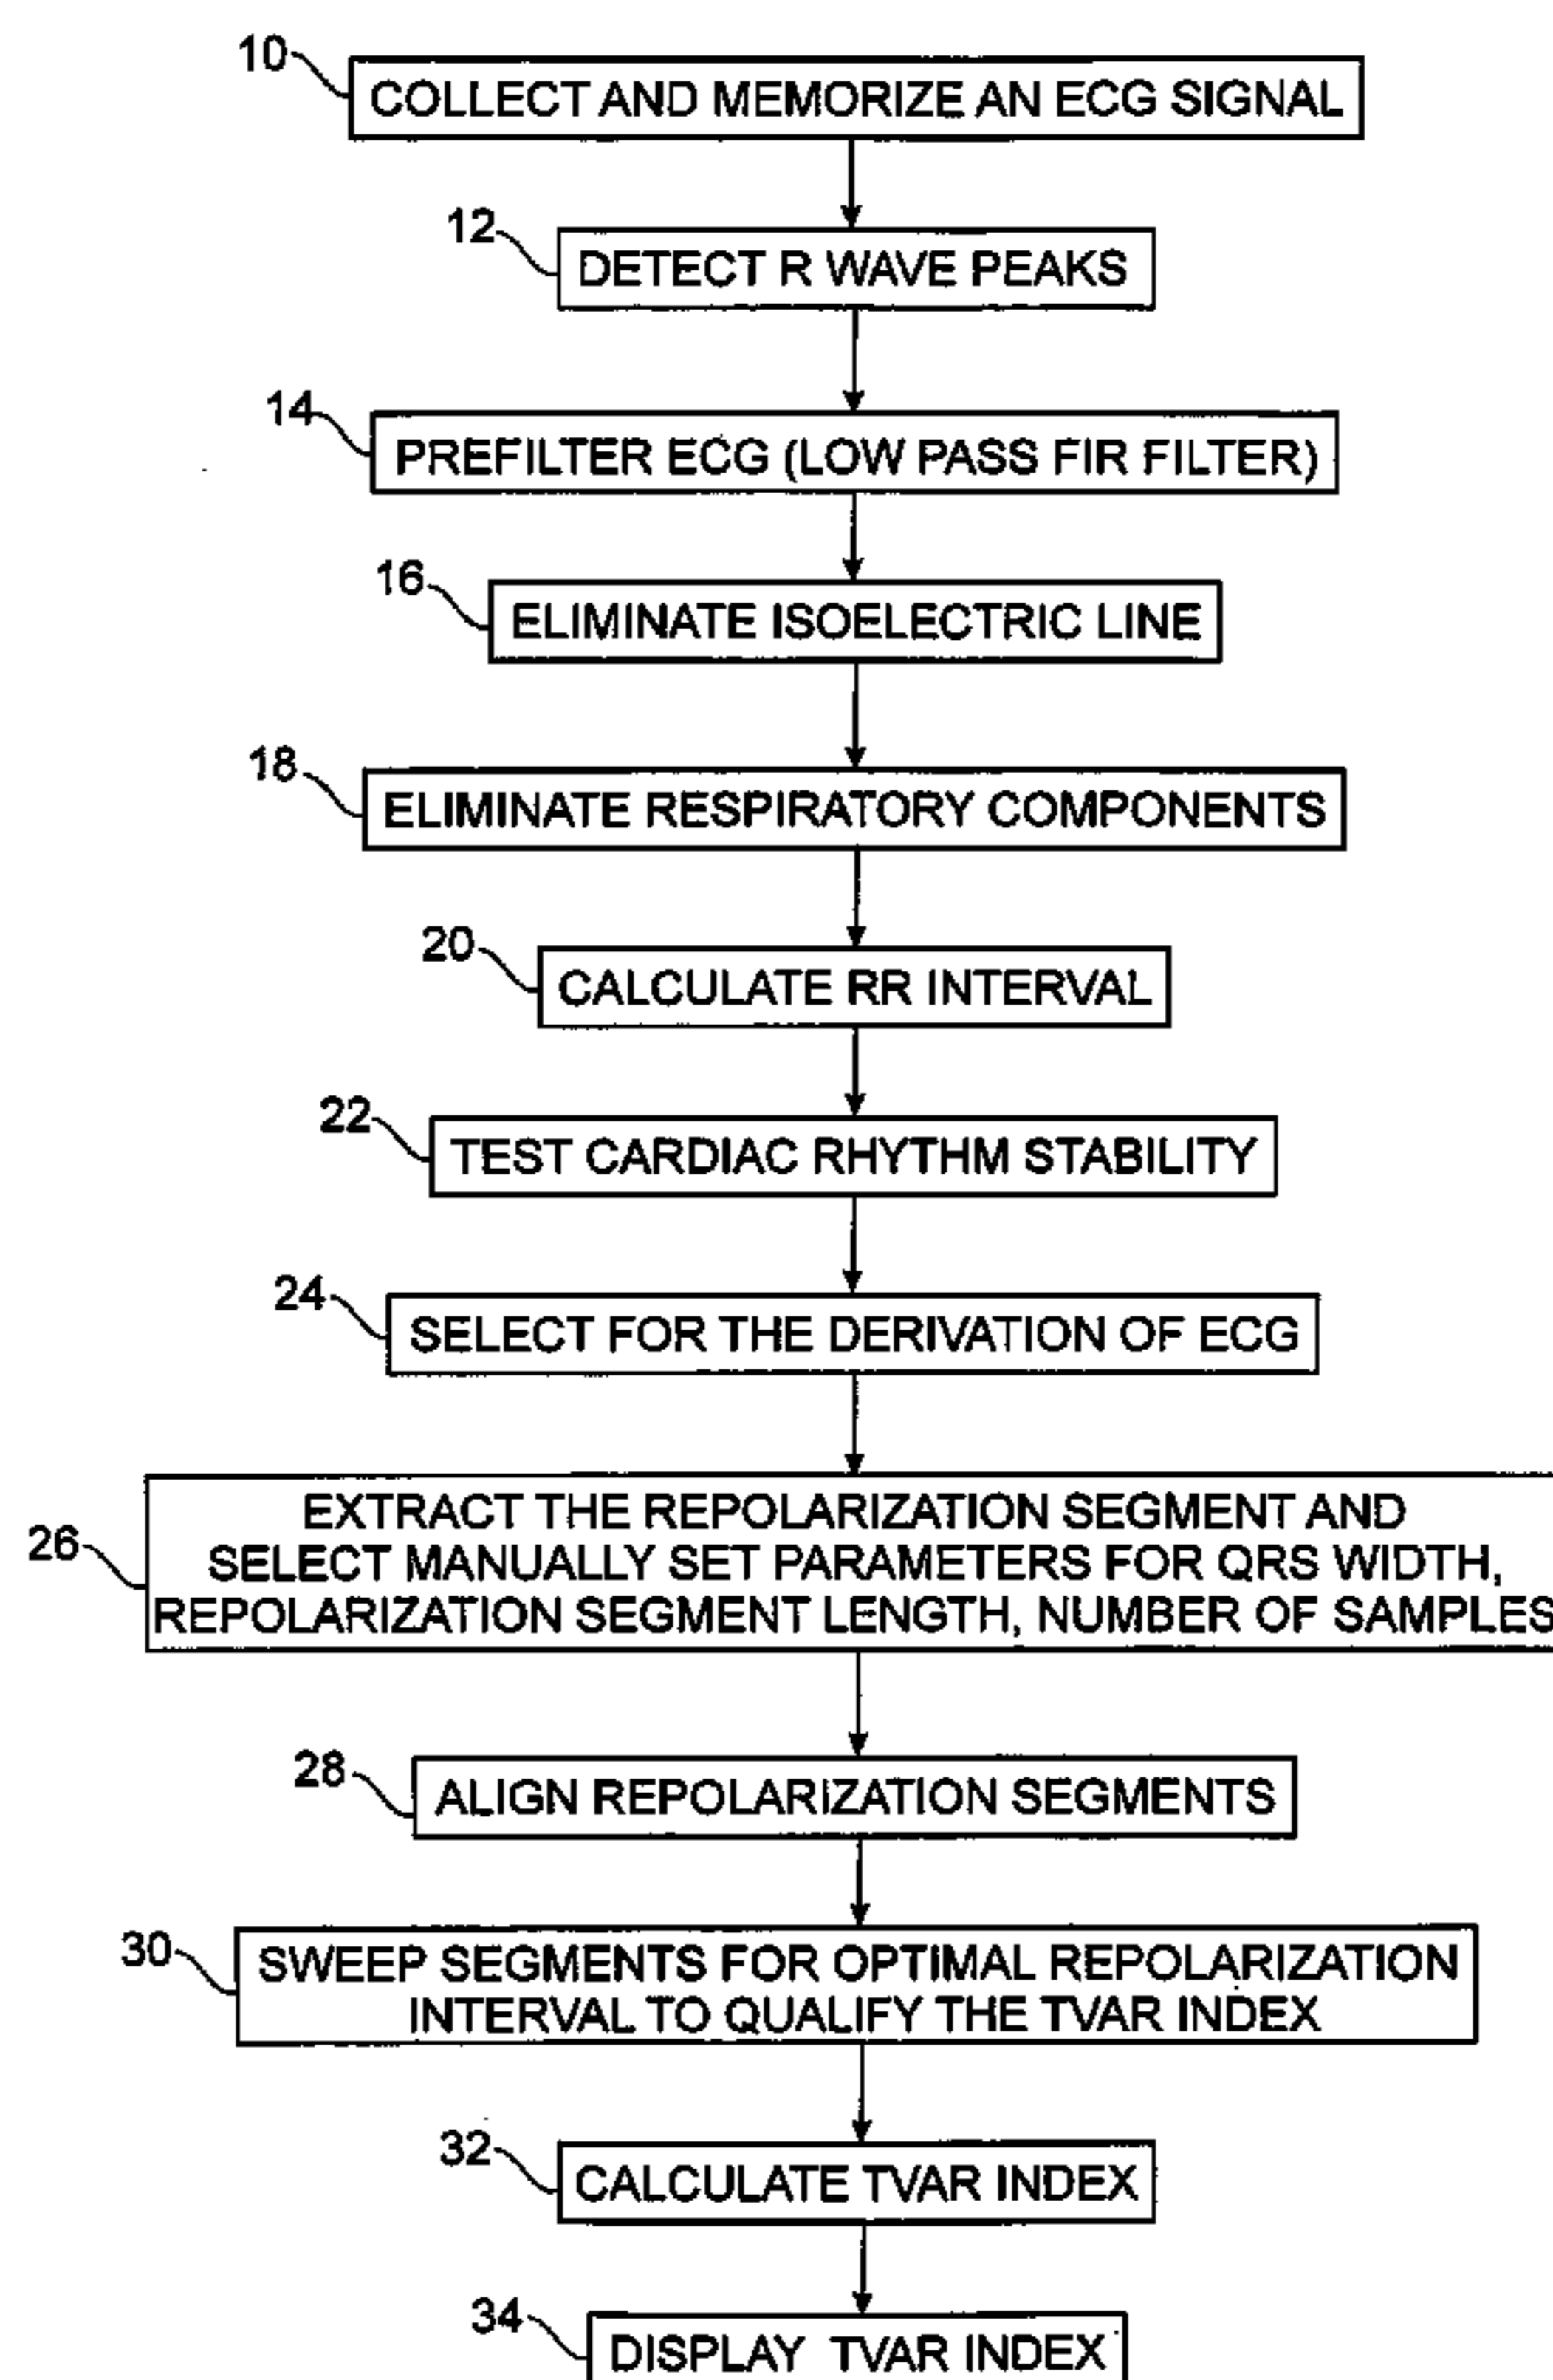 10
COLLECT AND MEMORIZE AN ECG SIGNAL
12
DETECT R WAVE PEAKS
14
PREFILTER ECG (LOW PASS FIR FILTER)
16
ELIMINATE ISOELECTRIC LINE
18
ELIMINATE RESPIRATORY COMPONENTS
20
CALCULATE RR INTERVAL
22
TEST CARDIAC RHYTHM STABILITY
24
SELECT FOR THE DERIVATION OF ECG
26
EXTRACT THE REPOLARIZATION SEGMENT AND
SELECT MANUALLY SET PARAMETERS FOR QRS WIDTH,
REPOLARIZATION SEGMENT LENGTH, NUMBER OF SAMPLES
28
ALIGN REPOLARIZATION SEGMENTS
30
SWEEP SEGMENTS FOR OPTIMAL REPOLARIZATION
INTERVAL TO QUALIFY THE TVAR INDEX
32
CALCULATE TVAR INDEX
34
DISPLAY TVAR INDEX